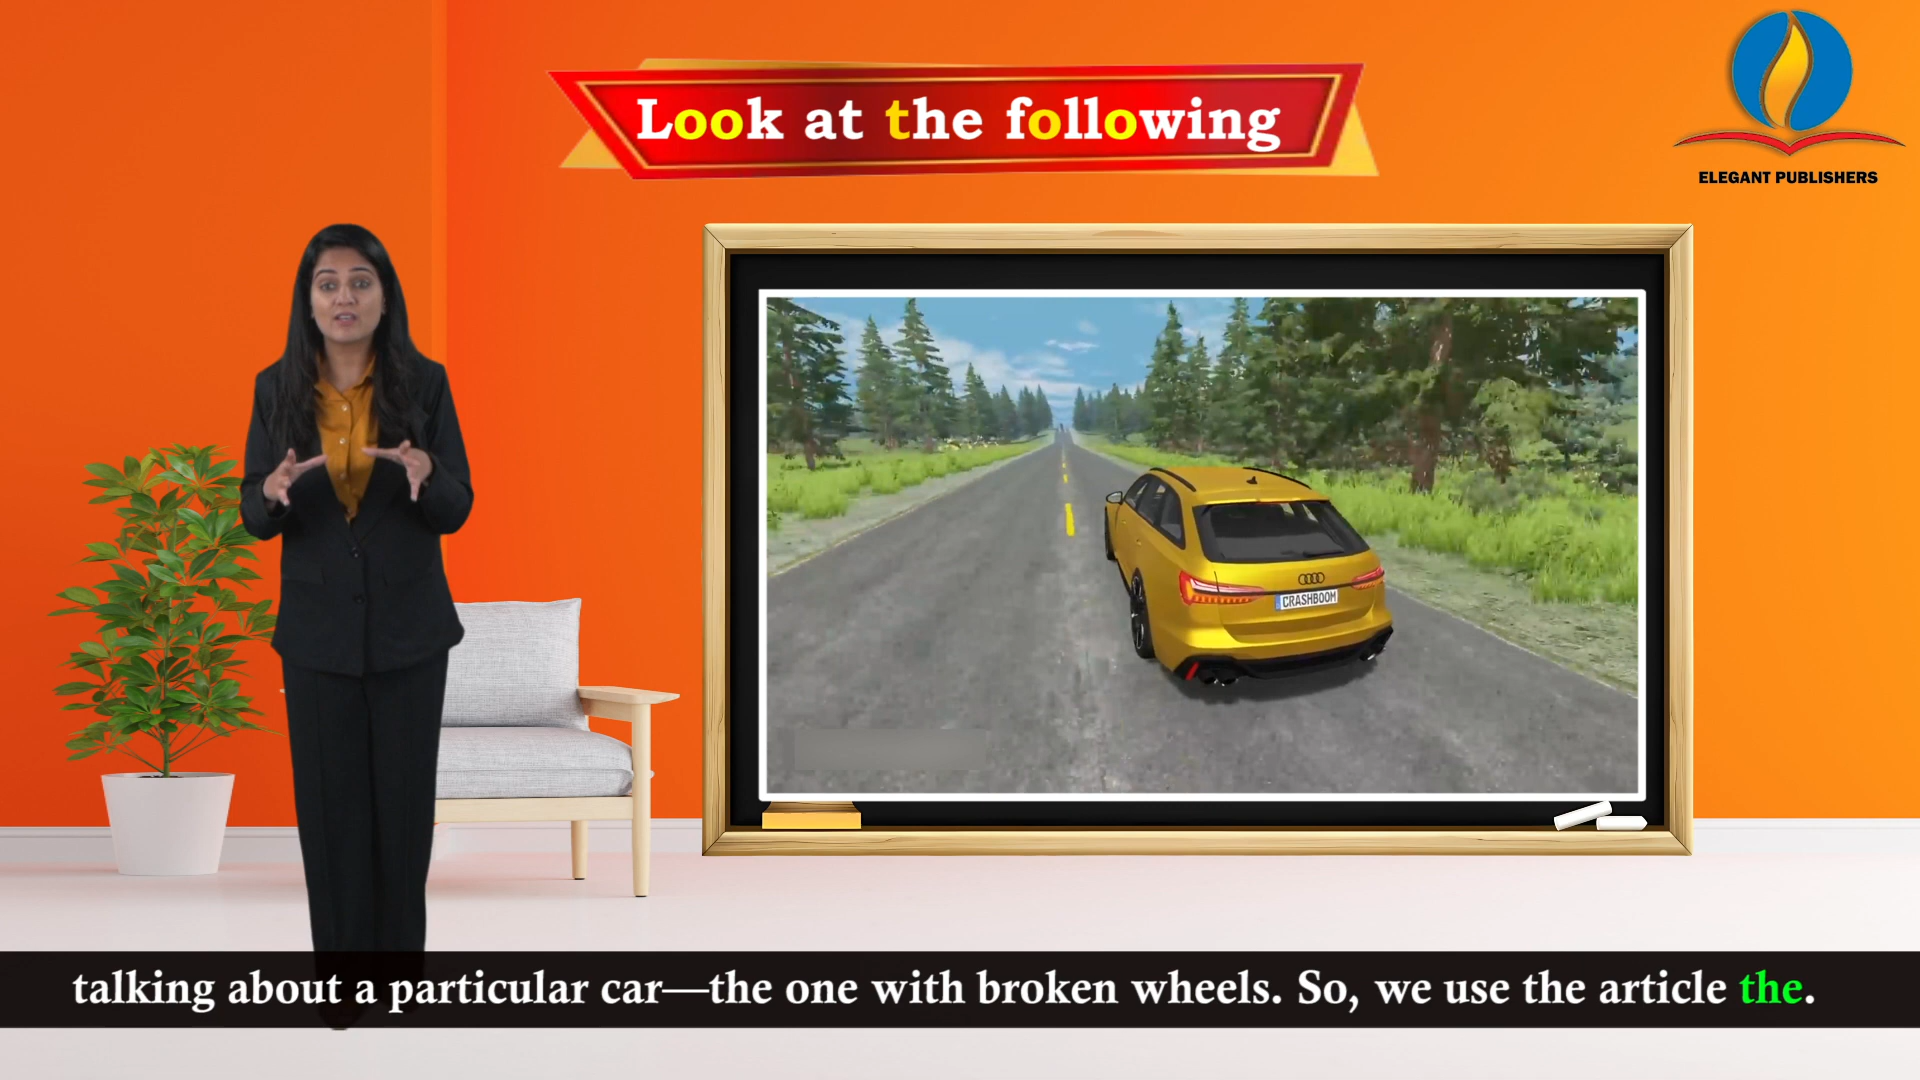 Look at the following
ELEGANT PUBLISHERS
CRASHBOOM
talking about a particular car—the one with broken wheels. So, we use the article the.